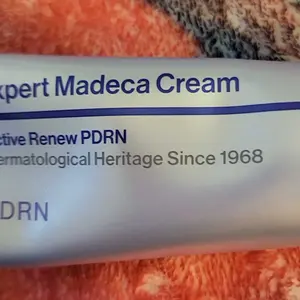 xpert Madeca Cream
ctive Renew PDRN
ermatological Heritage Since 1968
DRN